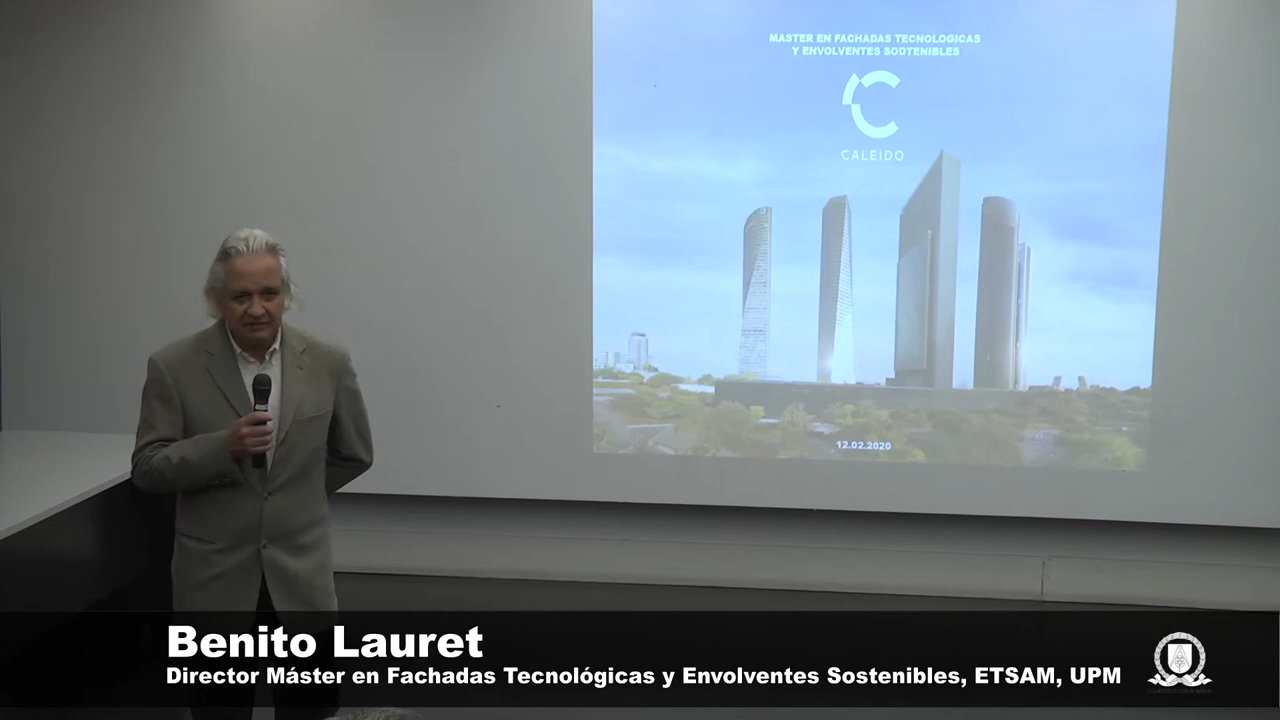 MASTER EN FACHADAS TECNOLOGICAS
Y ENVOLVENTES SODTENIBLES
CALEIDO
12.02.2020
Benito Lauret
Director Máster en Fachadas Tecnológicas y Envolventes Sostenibles, ETSAM, UPM